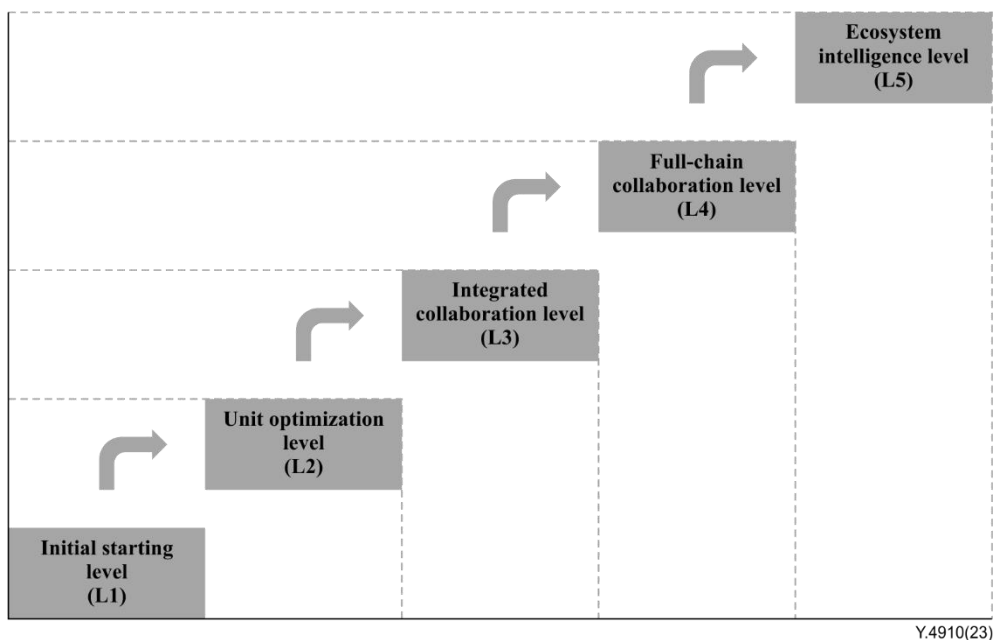 Ecosystem
intelligence level
(L5)
Full-chain
collaboration level
(L4)
Integrated
collaboration level
(L3)
Unit optimization
level
(L2)
Initial starting
level
(L1)
Y.4910(23)